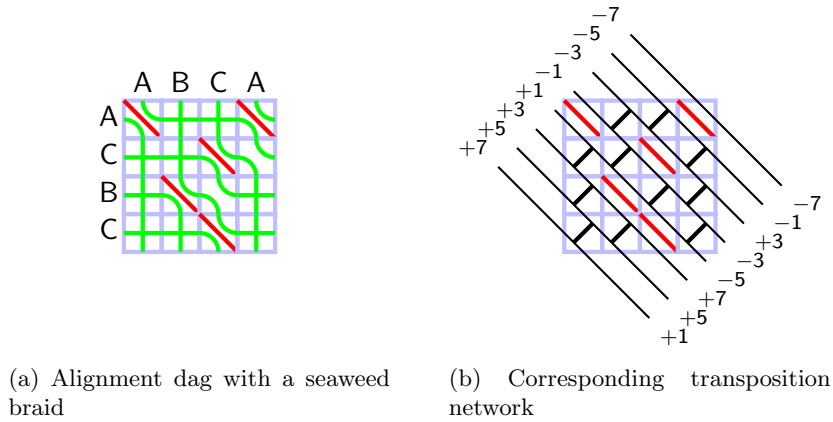 A B C A
A
C
B
C
−7
−5
−3
−1
+1
+3
+5
+7
−7
−1
+3
−3
−5
+7
+5
+1
(a) Alignment dag with a seaweed
braid
(b) Corresponding transposition
network